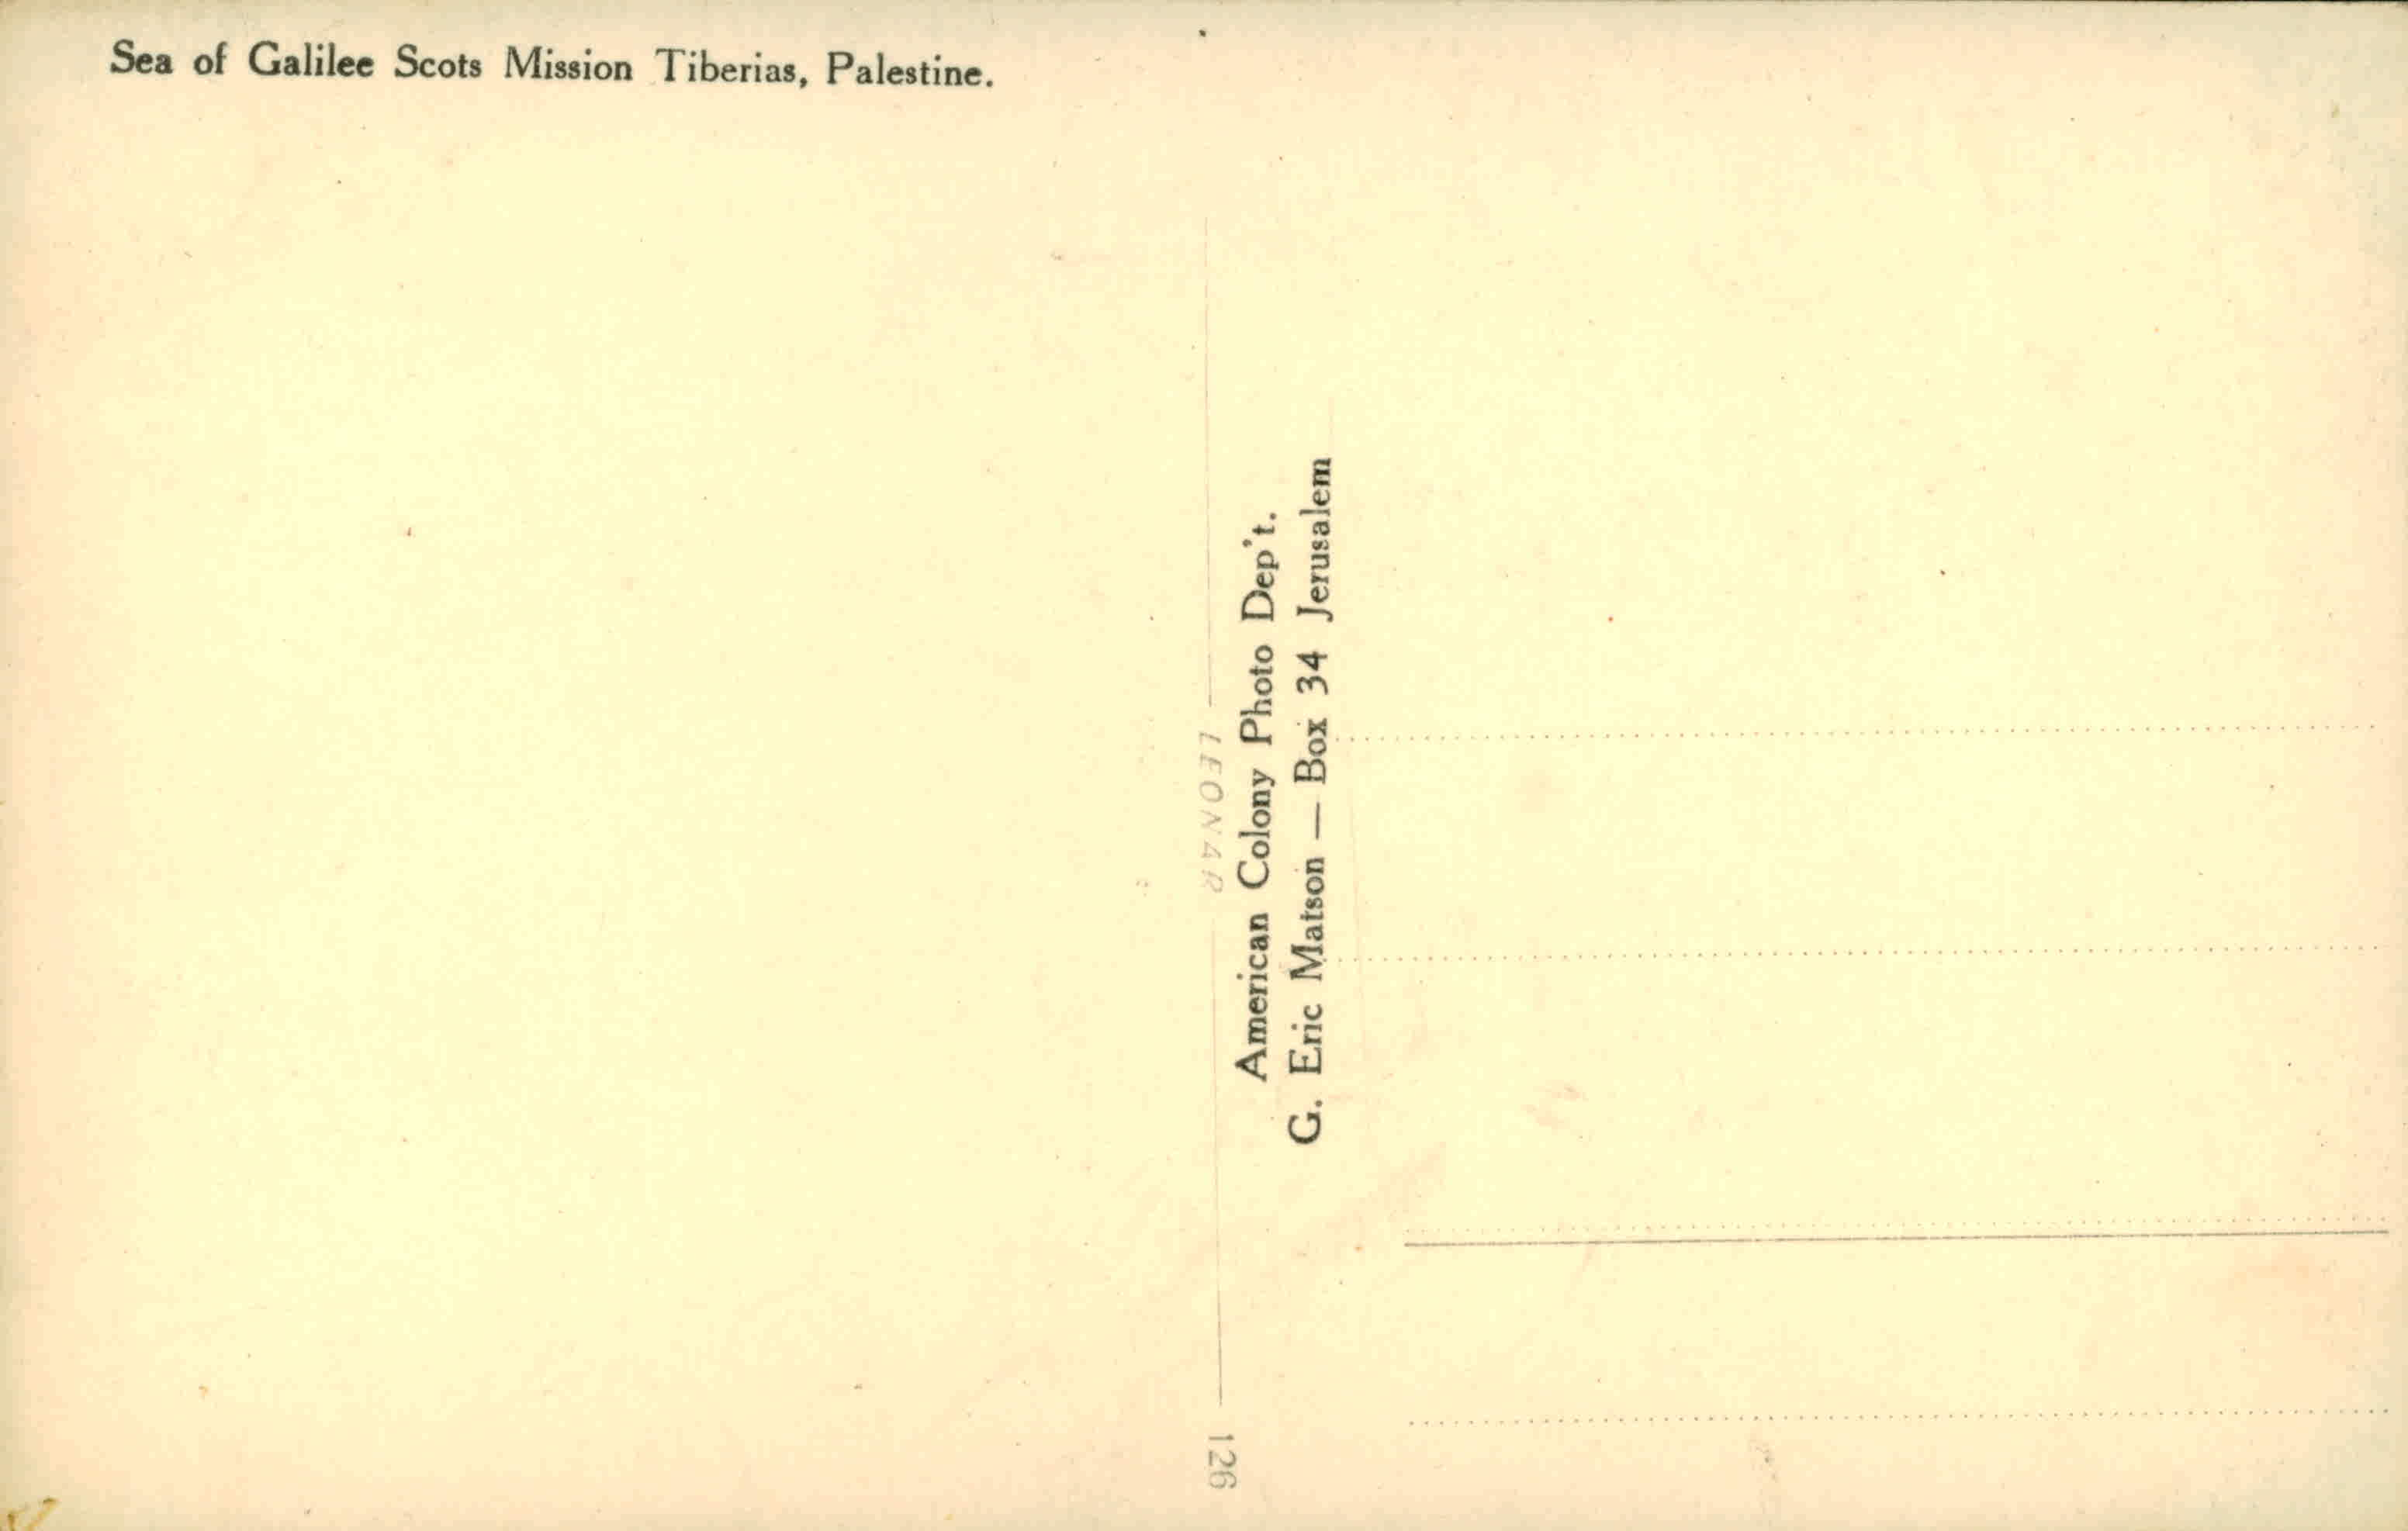 Sea of Galilee Scots Mission Tiberias, Palestine.
LEONAR
American Colony Photo Dep't.
G. Eric Matson — Box 34 Jerusalem
126